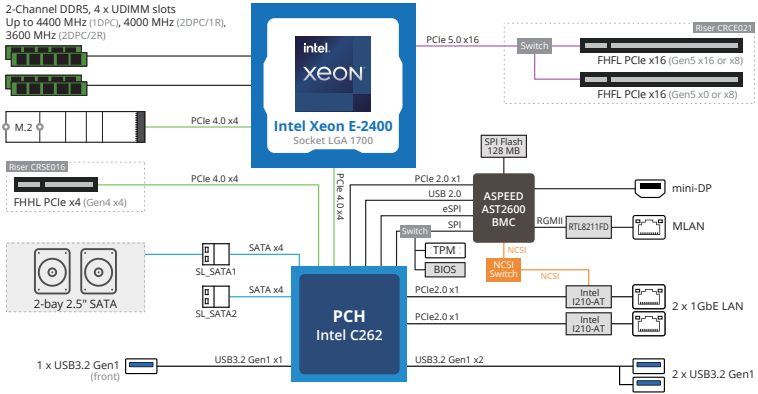 2-Channel DDR5, 4 x UDIMM slots
Up to 4400 MHz (1DPC), 4000 MHz (2DPC/1R),
3600 MHz (2DPC/2R)
intel.
XEON
Intel Xeon E-2400
Socket LGA 1700
PCIe 5.0 x16
Switch
Riser CRCE021
FHFL PCIe x16 (Gen5 x16 or x8)
FHFL PCIe x16 (Gen5 x0 or x8)
M.2
PCIe 4.0 x4
Riser CRSE016
FHHL PCIe x4 (Gen4 x4)
PCIe 4.0 x4
PCIe 4.0 x4
SPI Flash
128 MB
PCIe 2.0 x1
USB 2.0
eSPI
SPI
Switch
TPM
BIOS
ASPEED
AST2600
BMC
mini-DP
RGMII
RTL8211FD
MLAN
NCSI
NCSI
Switch
NCSI
2-bay 2.5" SATA
SATA x4
SL_SATA1
SATA x4
SL_SATA2
PCH
Intel C262
PCIe2.0 x1
Intel
I210-AT
PCIe2.0 x1
Intel
I210-AT
2 x 1GbE LAN
1 x USB3.2 Gen1
(front)
USB3.2 Gen1 x1
USB3.2 Gen1 x2
2 x USB3.2 Gen1